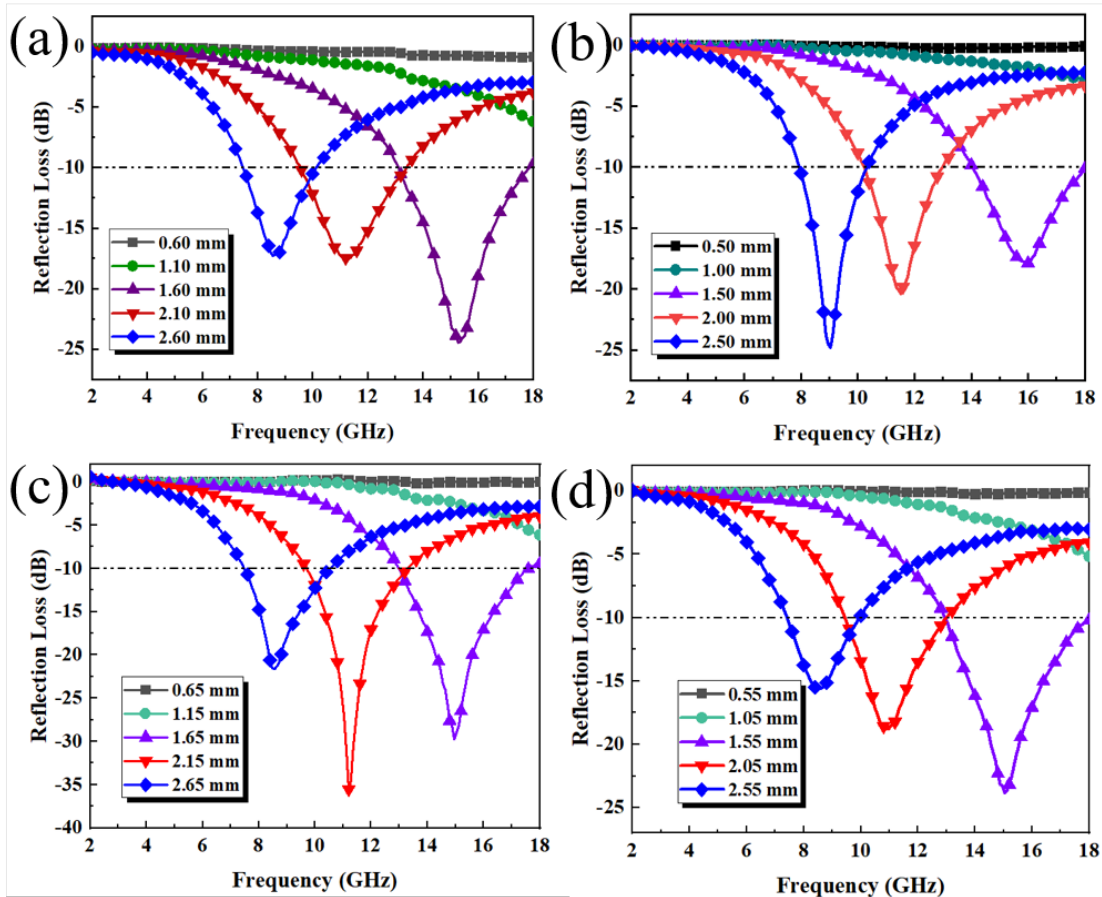 (a)
Reflection Loss (dB)
0
-5
-10
-15
-20
-25
0.60 mm
1.10 mm
1.60 mm
2.10 mm
2.60 mm
2 4 6 8 10 12 14 16 18
Frequency (GHz)
(b)
Reflection Loss (dB)
0
-5
-10
-15
-20
-25
0.50 mm
1.00 mm
1.50 mm
2.00 mm
2.50 mm
2 4 6 8 10 12 14 16 18
Frequency (GHz)
(c)
Reflection Loss (dB)
0
-5
-10
-15
-20
-25
-30
-35
-40
0.65 mm
1.15 mm
1.65 mm
2.15 mm
2.65 mm
2 4 6 8 10 12 14 16 18
Frequency (GHz)
(d)
Reflection Loss (dB)
0
-5
-10
-15
-20
-25
0.55 mm
1.05 mm
1.55 mm
2.05 mm
2.55 mm
2 4 6 8 10 12 14 16 18
Frequency (GHz)